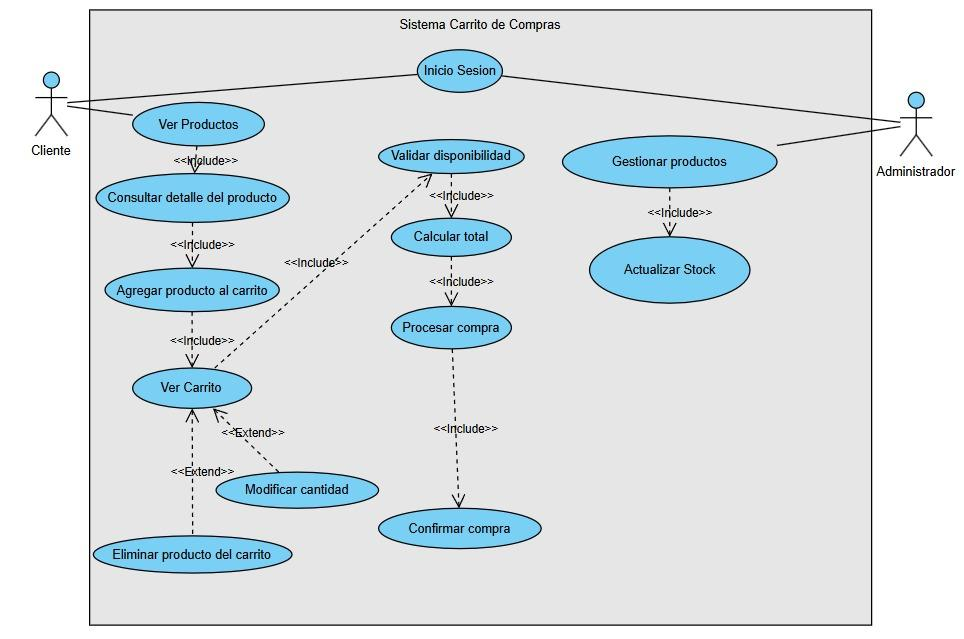 Sistema Carrito de Compras
Inicio Sesion
Cliente
Administrador
Ver Productos
<<Include>>
Consultar detalle del producto
<<Include>>
Agregar producto al carrito
<<Include>>
Ver Carrito
<<Extend>>
Modificar cantidad
<<Extend>>
Eliminar producto del carrito
<<Include>>
Validar disponibilidad
<<Include>>
Calcular total
<<Include>>
Procesar compra
<<Include>>
Confirmar compra
Gestionar productos
<<Include>>
Actualizar Stock